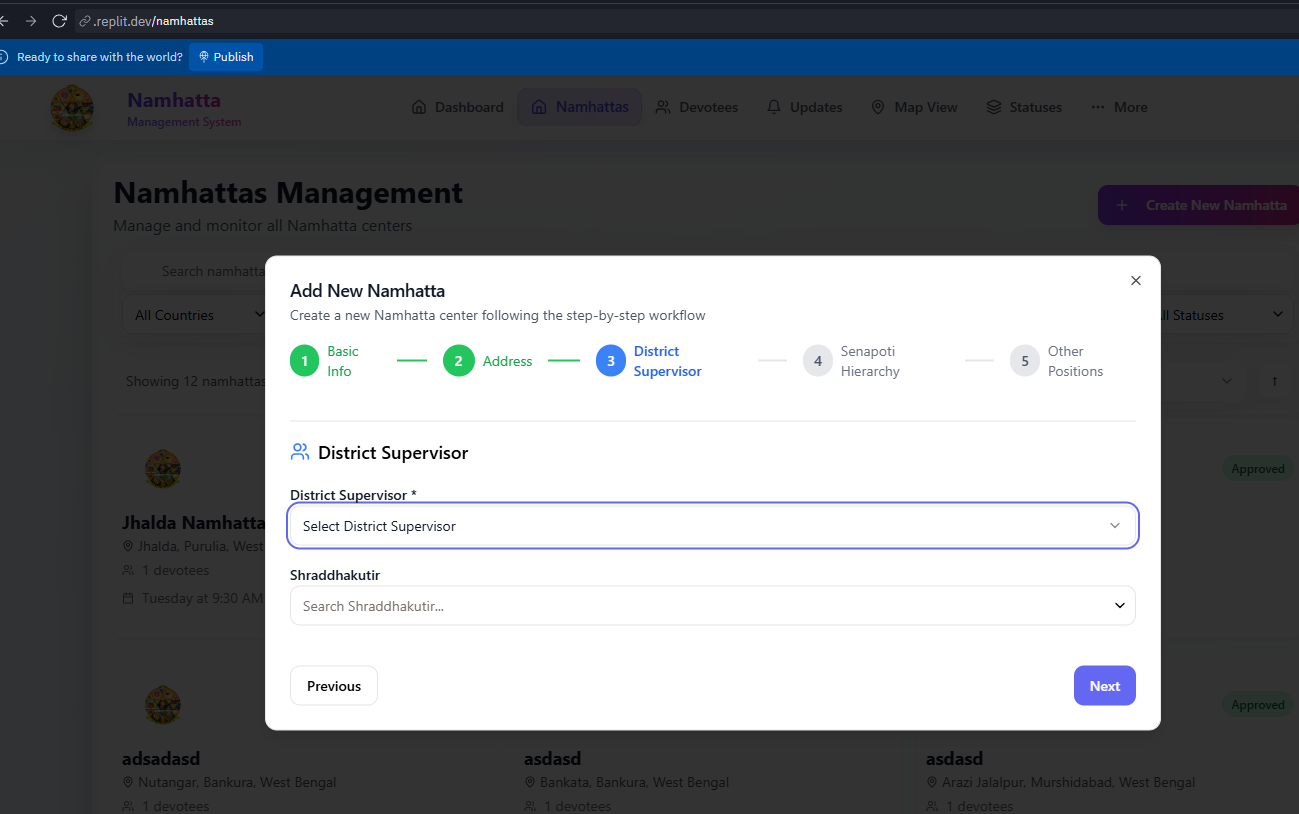 .replit.dev/namhattas
Ready to share with the world? Publish
Namhatta
Management System
Dashboard Namhattas Devotees Updates Map View Statuses More
Namhattas Management
Manage and monitor all Namhatta centers
+ Create New Namhatta
Search namhatta
All Countries
ll Statuses
Showing 12 namhattas
Add New Namhatta
Create a new Namhatta center following the step-by-step workflow
1 Basic Info
2 Address
3 District Supervisor
4 Senapoti Hierarchy
5 Other Positions
District Supervisor
District Supervisor *
Select District Supervisor
Shraddhakutir
Search Shraddhakutir...
Previous Next
Approved
Jhalda Namhatta
Jhalda, Purulia, West
1 devotees
Tuesday at 9:30 AM
Approved
adsadasd
Nutangar, Bankura, West Bengal
1 devotees
asdasd
Bankata, Bankura, West Bengal
1 devotees
asdasd
Arazi Jalalpur, Murshidabad, West Bengal
1 devotees